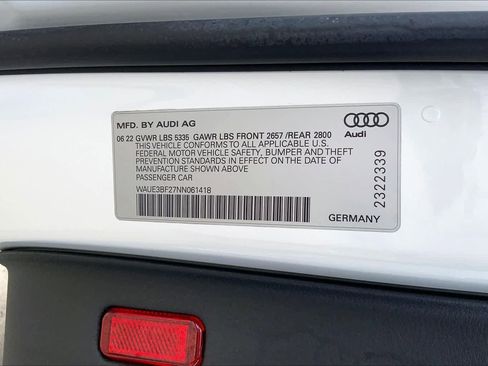 MFD. BY AUDI AG
06 22 GVWR LBS 5335 GAWR LBS FRONT 2657 /REAR 2800
THIS VEHICLE CONFORMS TO ALL APPLICABLE U.S.
FEDERAL MOTOR VEHICLE SAFETY, BUMPER AND THEFT
PREVENTION STANDARDS IN EFFECT ON THE DATE OF
MANUFACTURE SHOWN ABOVE.
PASSENGER CAR
WAUE3BF27NN061418
Audi
2322339
GERMANY